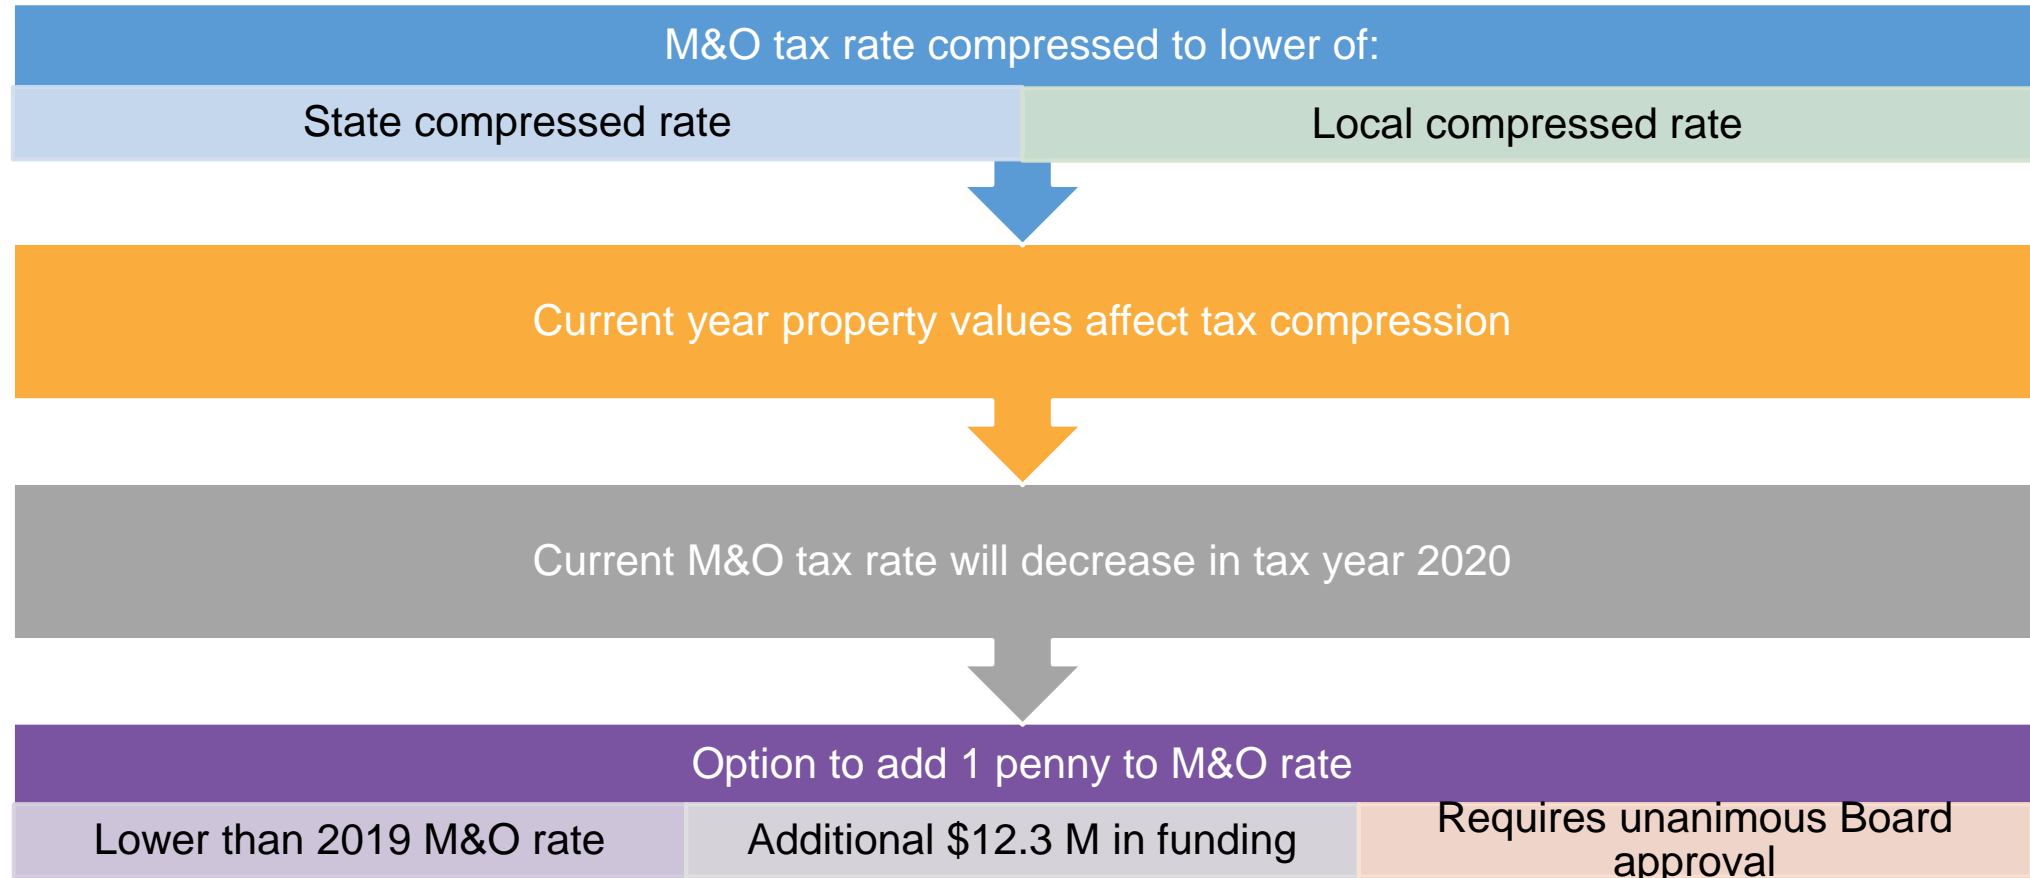 M&O tax rate compressed to lower of:
State compressed rate
Local compressed rate
Current year property values affect tax compression
Current M&O tax rate will decrease in tax year 2020
Option to add 1 penny to M&O rate
Lower than 2019 M&O rate
Additional $12.3 M in funding
Requires unanimous Board
approval